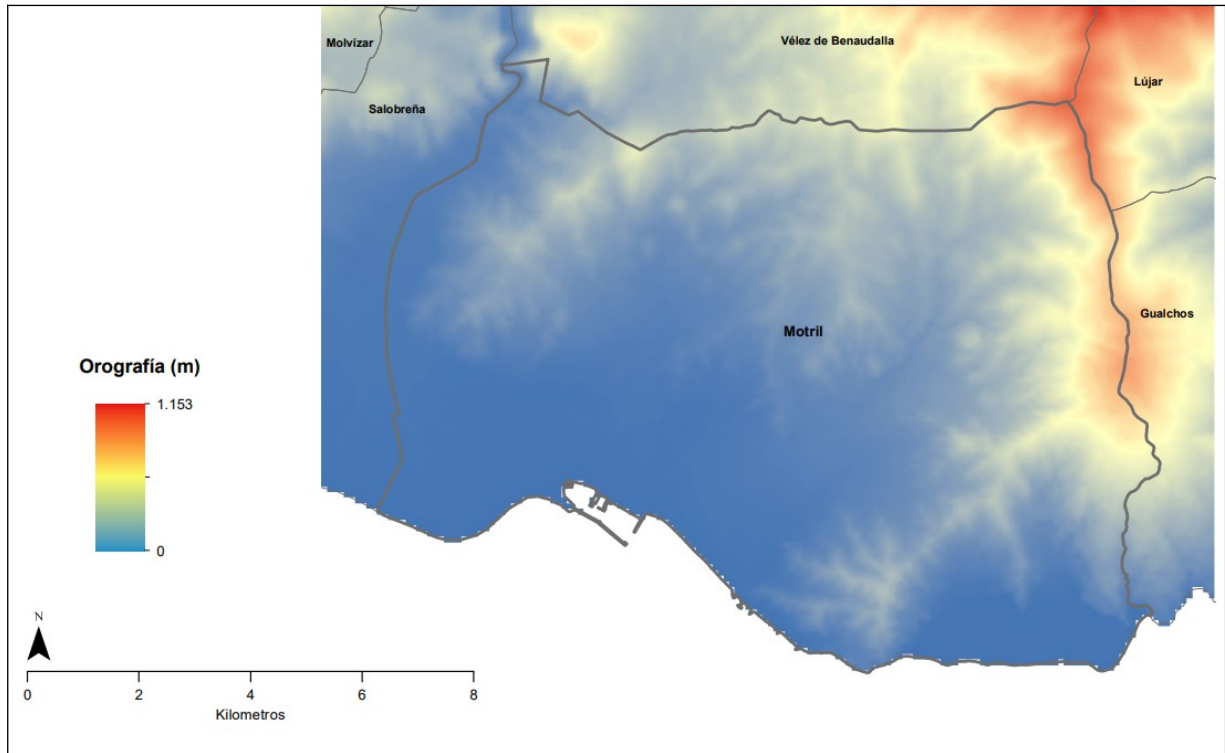 Molvízar
Vélez de Benaudalla
Lújar
Salobreña
Gualchos
Motril
Orografía (m)
1.153
0
N
0 2 4 6 8
Kilometros